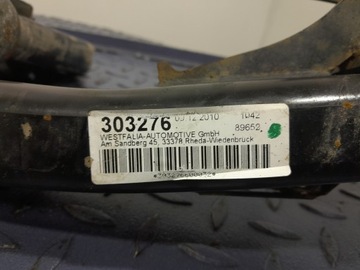 303276 03.12.2010 1042
89652
WESTFALIA-AUTOMOTIVE GmbH
Am Sandberg 45, 33378 Rheda-Wiedenbrück